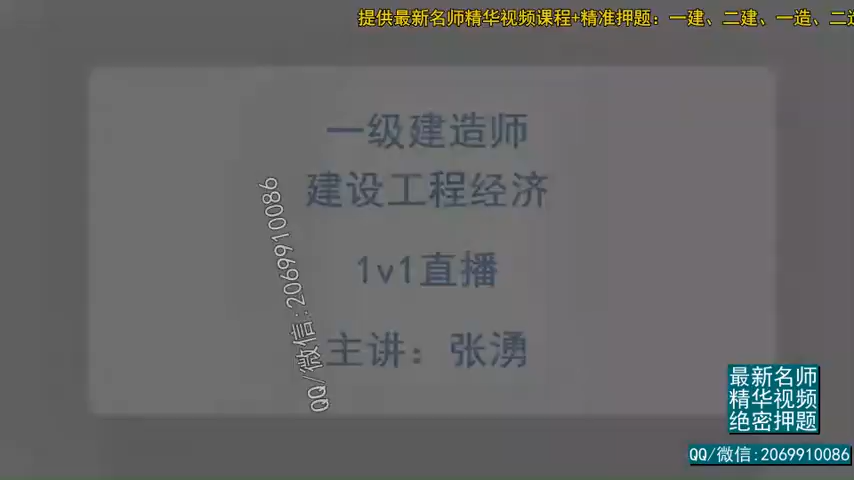 提供最新名师精华视频课程+精准押题：一建、二建、一造、二造
一级建造师
建设工程经济
1v1直播
主讲：张湧
QQ/微信:2069910086
最新名师
精华视频
绝密押题
QQ/微信:2069910086